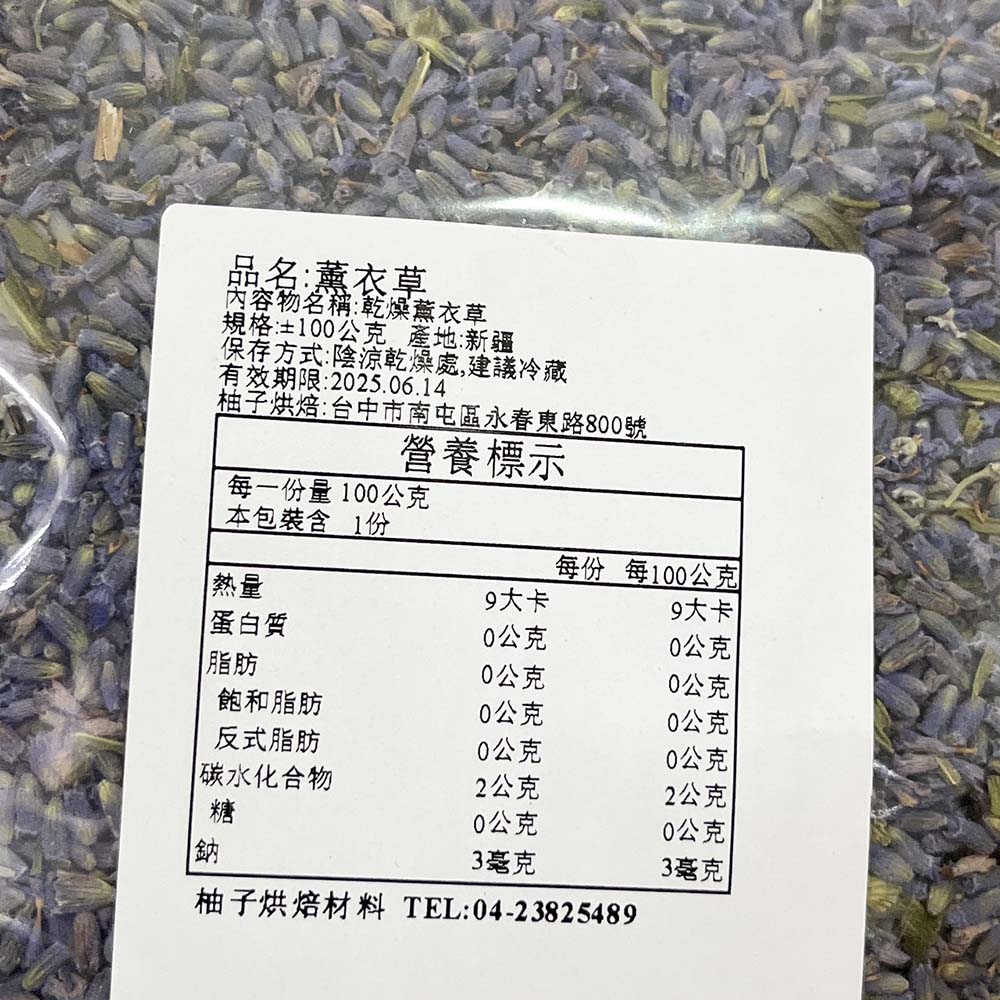 品名:薰衣草
內容物名稱:乾燥薰衣草
規格:±100公克 產地:新疆
保存方式:陰涼乾燥處,建議冷藏
有效期限:2025.06.14
柚子烘焙:台中市南屯區永春東路800號
營養標示
每一份量 100公克
本包裝含 1份
每份 每100公克
熱量 9大卡 9大卡
蛋白質 0公克 0公克
脂肪 0公克 0公克
飽和脂肪 0公克 0公克
反式脂肪 0公克 0公克
碳水化合物 2公克 2公克
糖 0公克 0公克
鈉 3毫克 3毫克
柚子烘焙材料 TEL:04-23825489